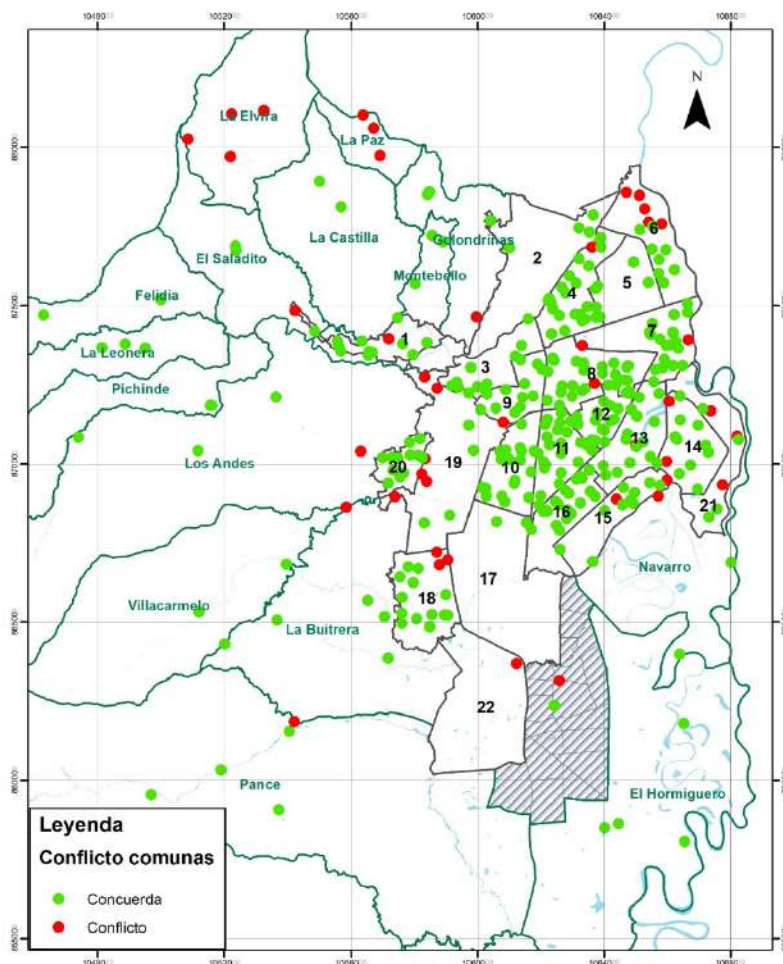 N
La Elvira
La Paz
6
La Castilla
Golondrinas
2
El Saladito
Montebello
5
4
Felidia
7
1
La Leonera
3
8
Pichinde
9
12
13
14
11
Los Andes
20
19
10
21
16
15
Navarro
17
18
Villacarmelo
La Buitrera
22
Pance
El Hormiguero
Leyenda
Conflicto comunas
Concuerda
Conflicto